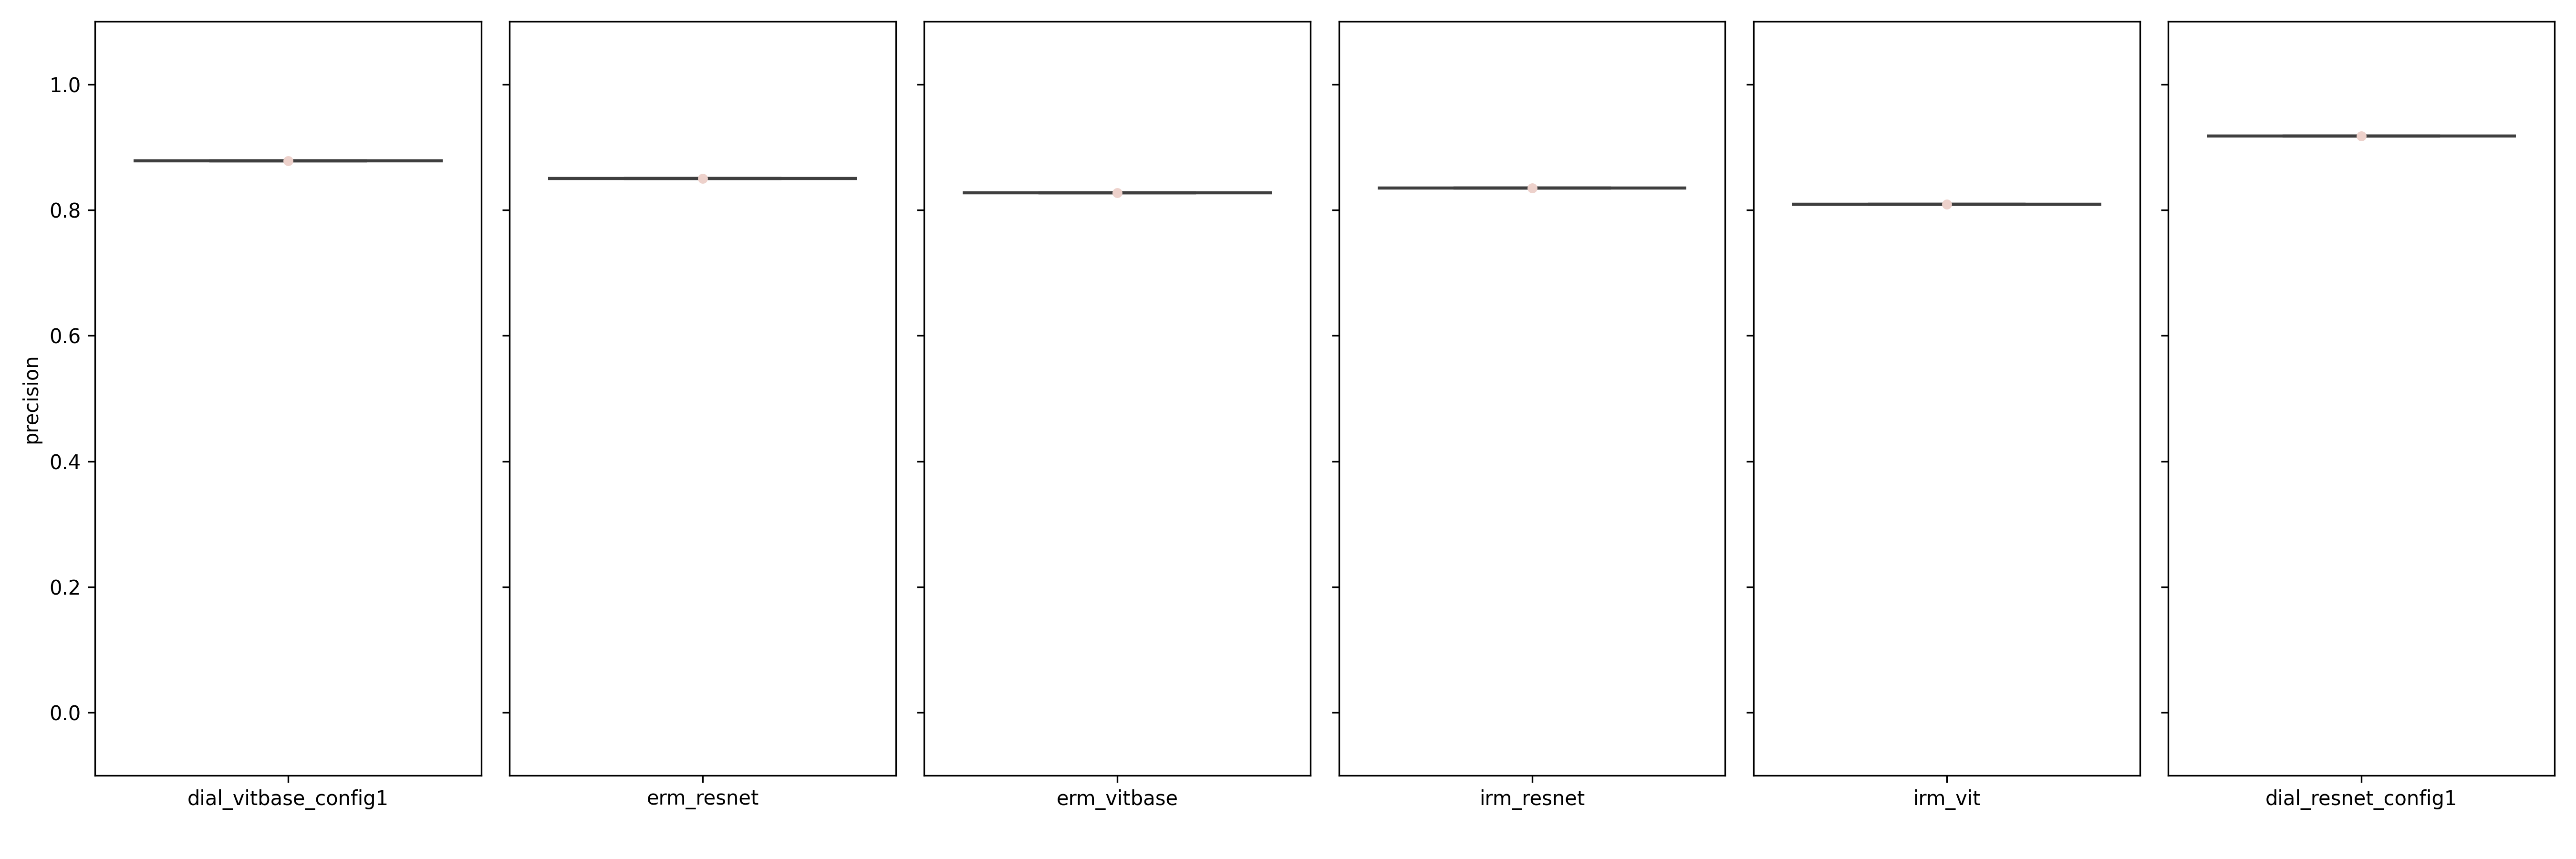 precision
1.0
0.8
0.6
0.4
0.2
0.0
dial_vitbase_config1
erm_resnet
erm_vitbase
irm_resnet
irm_vit
dial_resnet_config1